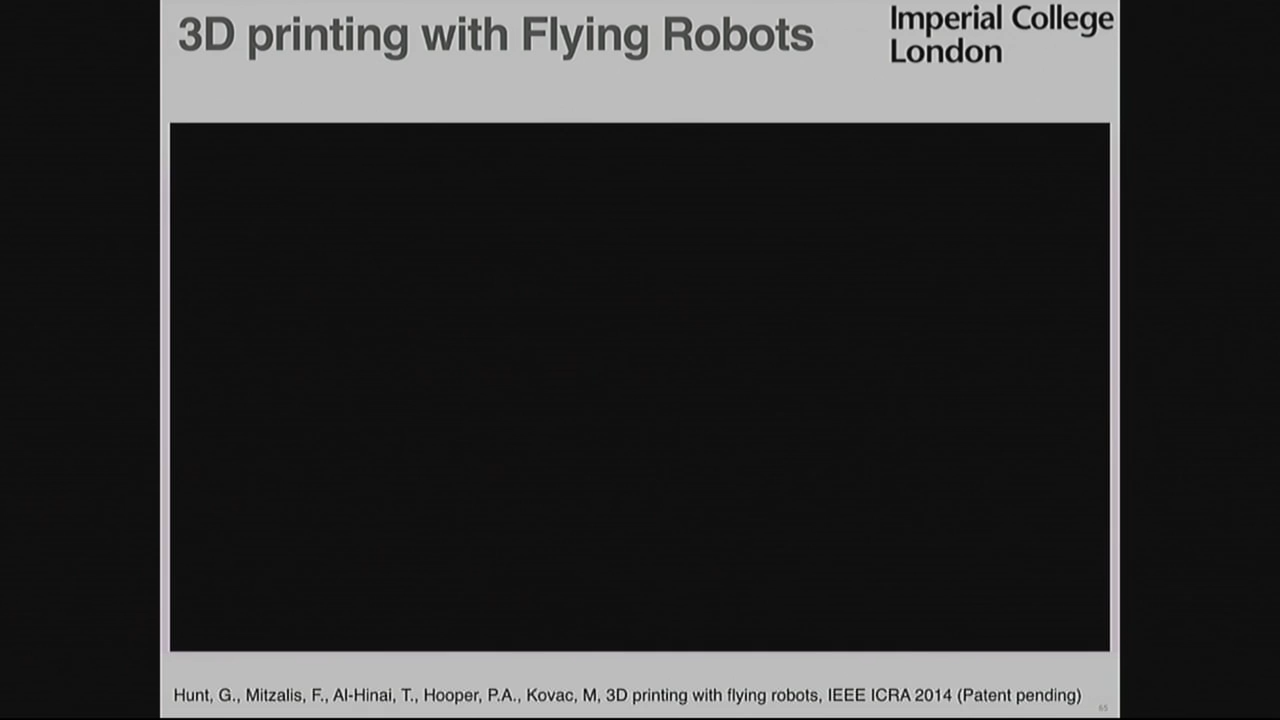 3D printing with Flying Robots
Imperial College
London
Hunt, G., Mitzalis, F., Al-Hinai, T., Hooper, P.A., Kovac, M, 3D printing with flying robots, IEEE ICRA 2014 (Patent pending)
65